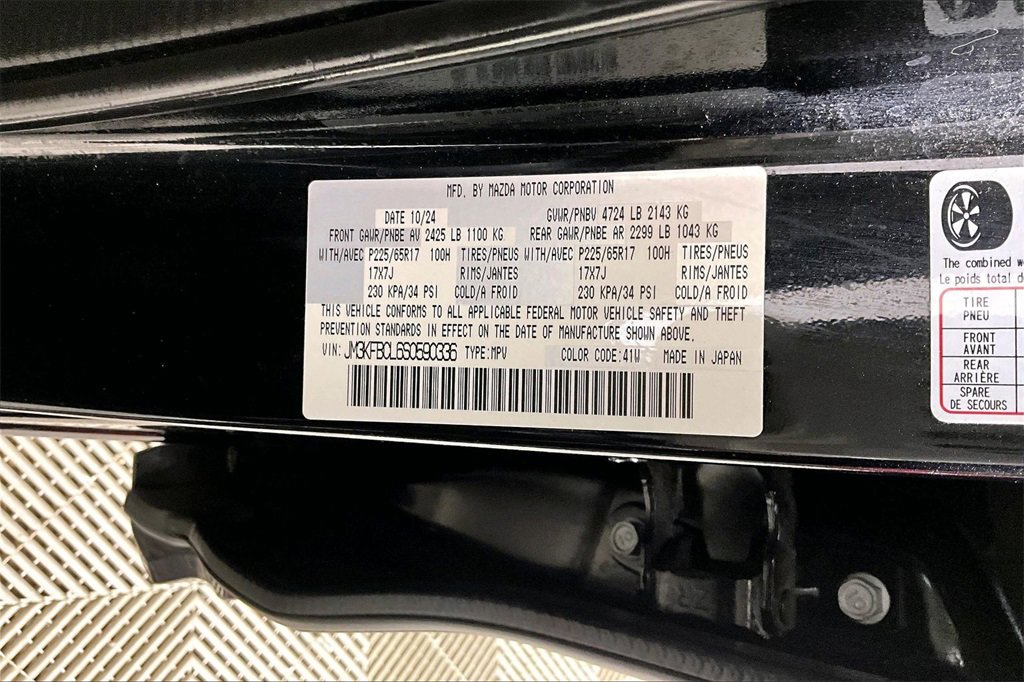 MFD. BY MAZDA MOTOR CORPORATION
DATE 10/24 GVWR/PNBV 4724 LB 2143 KG
FRONT GAWR/PNBE AV 2425 LB 1100 KG REAR GAWR/PNBE AR 2299 LB 1043 KG
WITH/AVEC P225/65R17 100H TIRES/PNEUS WITH/AVEC P225/65R17 100H TIRES/PNEUS
17X7J RIMS/JANTES 17X7J RIMS/JANTES
230 KPA/34 PSI COLD/A FROID 230 KPA/34 PSI COLD/A FROID
THIS VEHICLE CONFORMS TO ALL APPLICABLE FEDERAL MOTOR VEHICLE SAFETY AND THEFT
PREVENTION STANDARDS IN EFFECT ON THE DATE OF MANUFACTURE SHOWN ABOVE.
VIN: JM3KFBCL6S0590336 TYPE:MPV COLOR CODE:41W MADE IN JAPAN
The combined w
Le poids total d
TIRE
PNEU
FRONT
AVANT
REAR
ARRIÈRE
SPARE
DE SECOURS